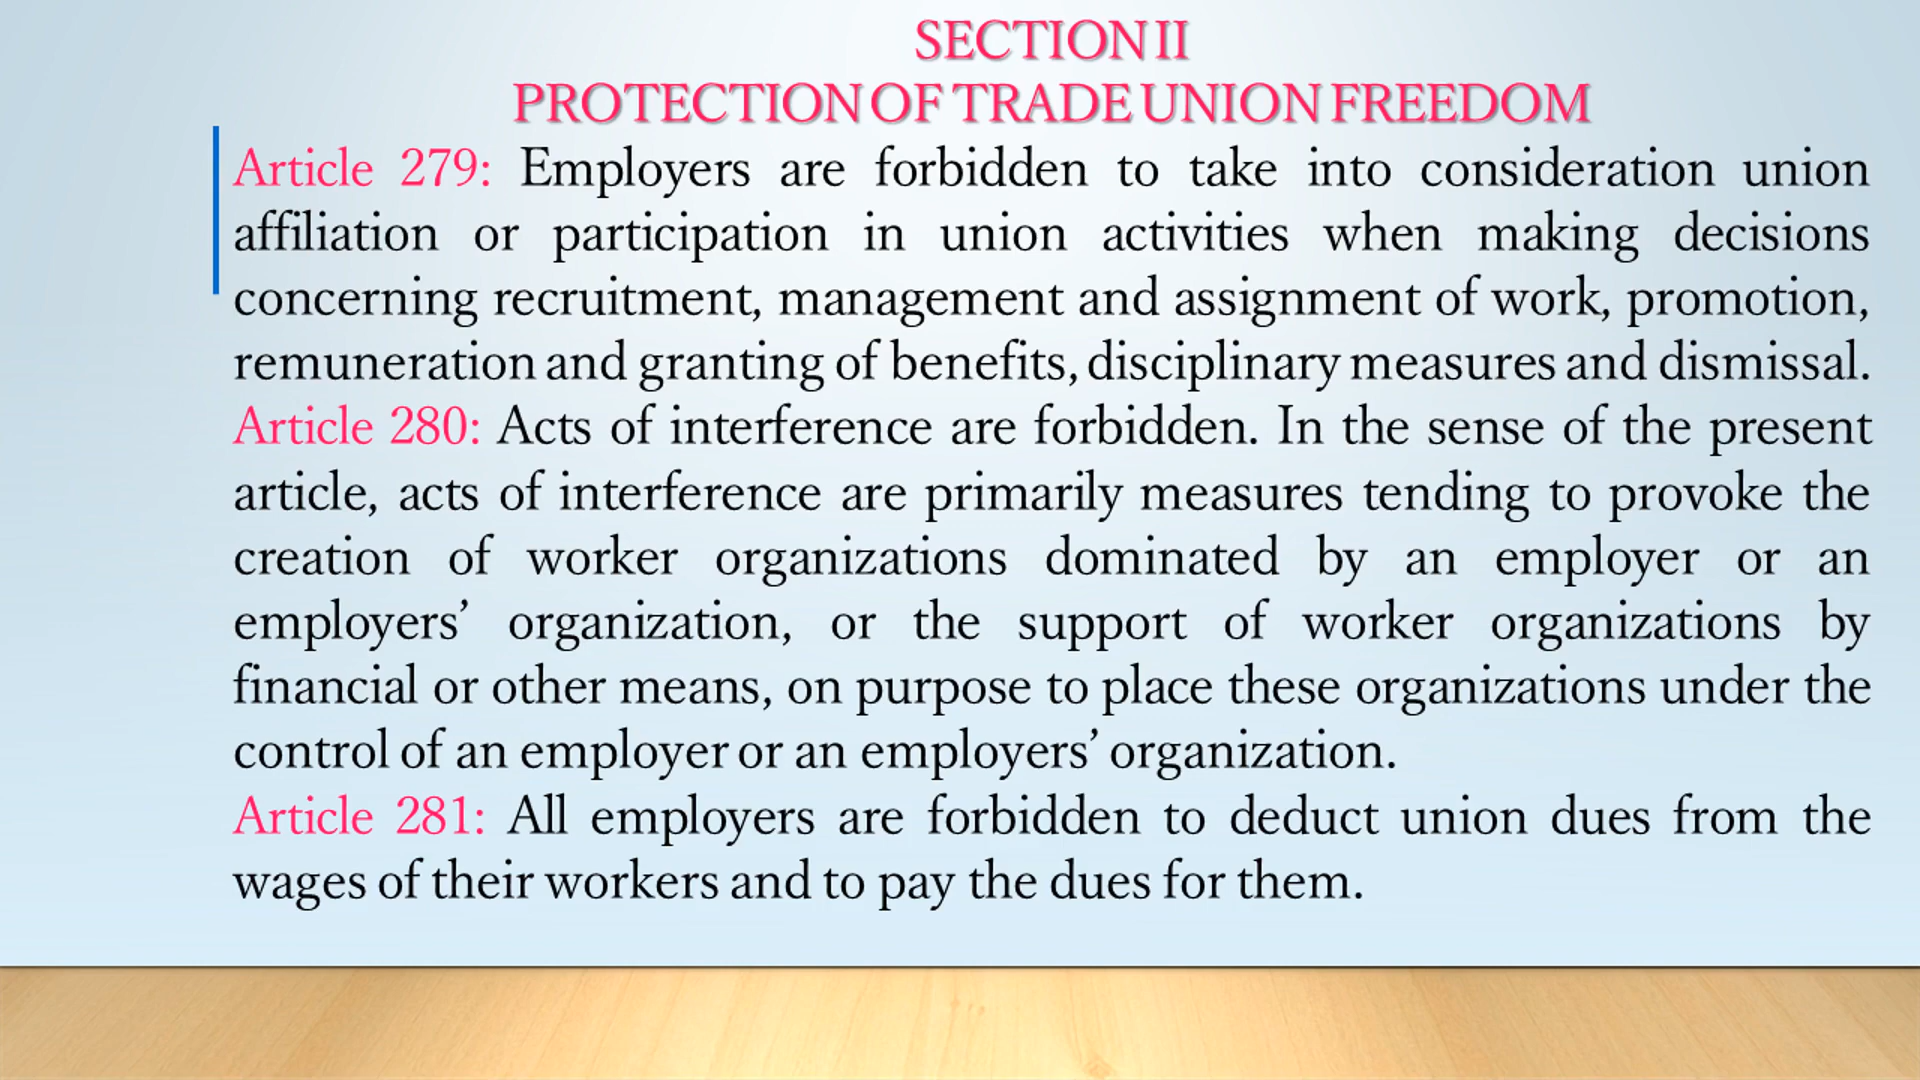 SECTION II
PROTECTION OF TRADE UNION FREEDOM
Article 279: Employers are forbidden to take into consideration union
affiliation or participation in union activities when making decisions
concerning recruitment, management and assignment of work, promotion,
remuneration and granting of benefits, disciplinary measures and dismissal.
Article 280: Acts of interference are forbidden. In the sense of the present
article, acts of interference are primarily measures tending to provoke the
creation of worker organizations dominated by an employer or an
employers’ organization, or the support of worker organizations by
financial or other means, on purpose to place these organizations under the
control of an employer or an employers’ organization.
Article 281: All employers are forbidden to deduct union dues from the
wages of their workers and to pay the dues for them.